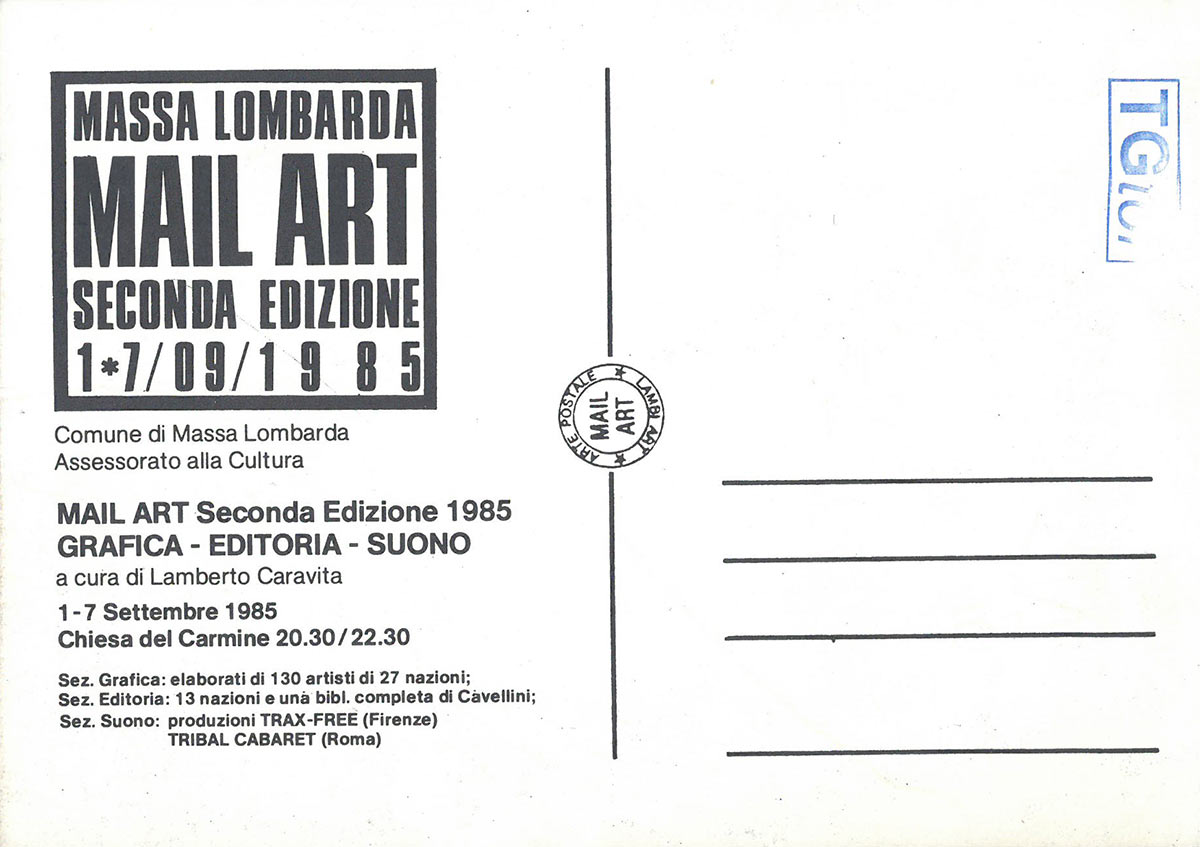 MASSA LOMBARDA
MAIL ART
SECONDA EDIZIONE
1*7/09/1985
Comune di Massa Lombarda
Assessorato alla Cultura
MAIL ART Seconda Edizione 1985
GRAFICA - EDITORIA - SUONO
a cura di Lamberto Caravita
1-7 Settembre 1985
Chiesa del Carmine 20.30/22.30
Sez. Grafica: elaborati di 130 artisti di 27 nazioni;
Sez. Editoria: 13 nazioni e una bibl. completa di Cavellini;
Sez. Suono: produzioni TRAX-FREE (Firenze)
TRIBAL CABARET (Roma)
ARTE POSTALE ★ LAMBI ART ★
MAIL
ART